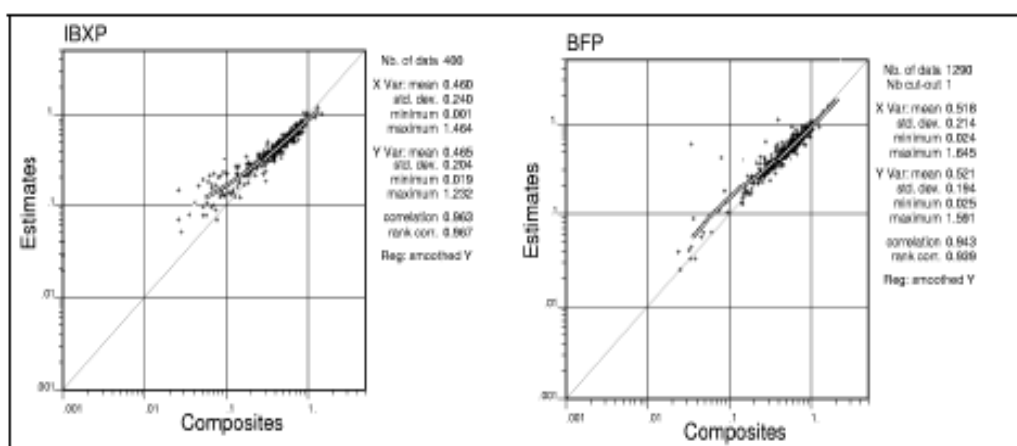 IBXP
Nb. of data 400
X Var: mean 0.460
std. dev. 0.240
minimum 0.001
maximum 1.464
Y Var: mean 0.465
std. dev. 0.204
minimum 0.019
maximum 1.232
correlation 0.963
rank corr. 0.967
Reg: smoothed Y
Estimates
1.
.1
.01
.001
.001 .01 .1 1.
Composites
BFP
Nb. of data 1290
Nb cut-out 1
X Var: mean 0.518
std. dev. 0.214
minimum 0.024
maximum 1.645
Y Var: mean 0.521
std. dev. 0.194
minimum 0.025
maximum 1.591
correlation 0.943
rank corr. 0.939
Reg: smoothed Y
Estimates
1.
.1
.01
.001
.001 .01 .1 1.
Composites